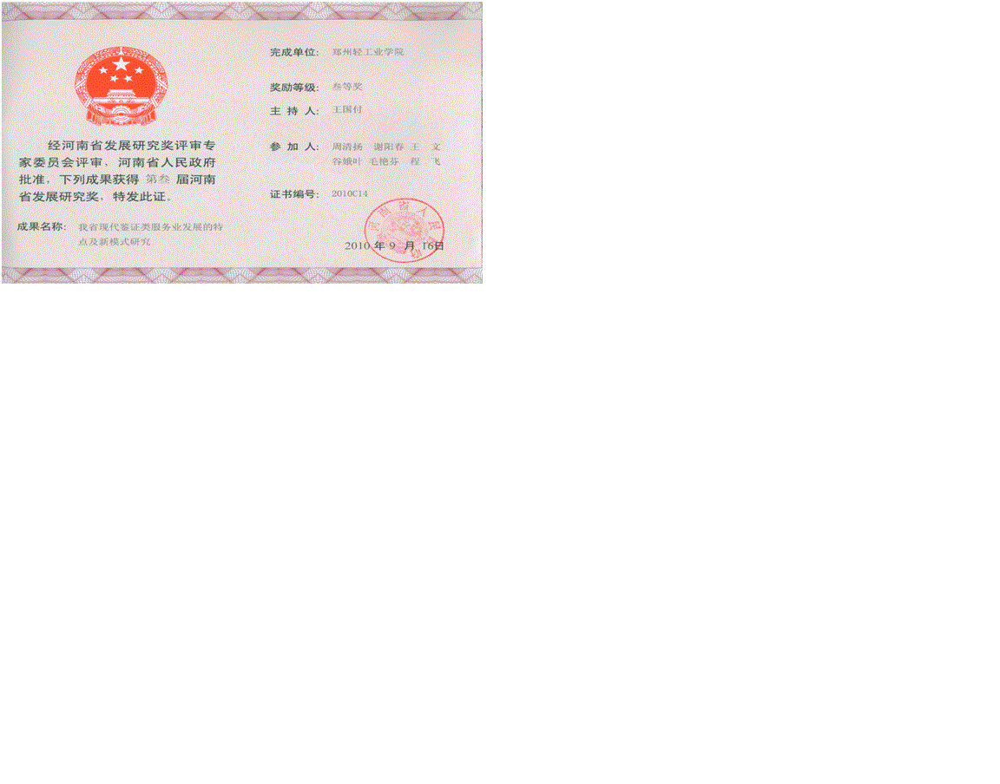 经河南省发展研究奖评审专
家委员会评审，河南省人民政府
批准，下列成果获得 第叁 届河南
省发展研究奖，特发此证。
成果名称： 我省现代鉴证类服务业发展的特
点及新模式研究
完成单位： 郑州轻工业学院
奖励等级： 叁等奖
主 持 人： 王国付
参 加 人： 周清扬 谢阳春 王 文
谷娥叶 毛艳芬 程 飞
证书编号： 2010C14
河南省人民
2010 年 9 月 16日